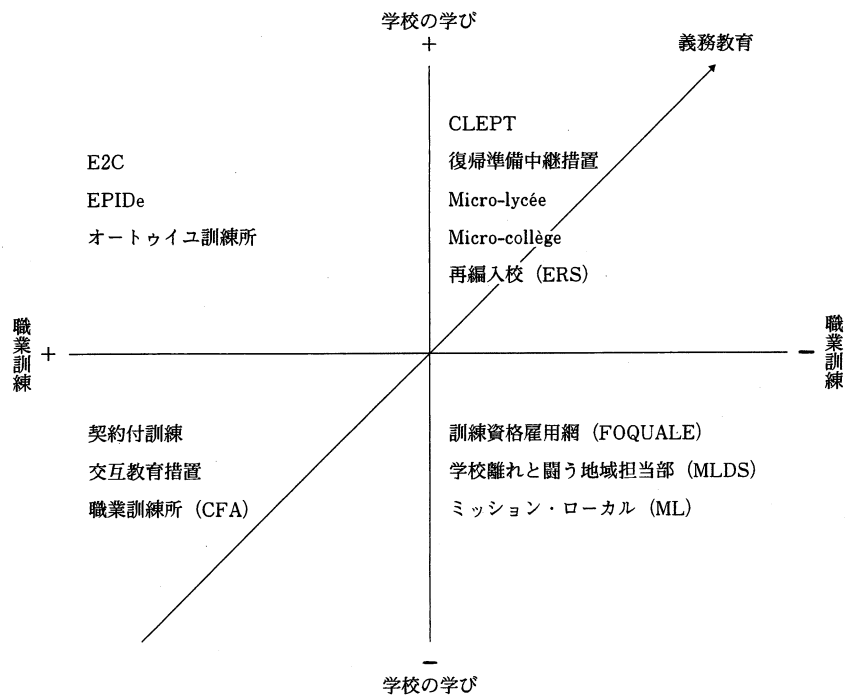 学校の学び
+
義務教育
CLEPT
復帰準備中継措置
Micro-lycée
Micro-collège
再編入校（ERS）
E2C
EPIDe
オートゥイユ訓練所
職業訓練
+
−
職業訓練
契約付訓練
交互教育措置
職業訓練所（CFA）
訓練資格雇用網（FOQUALE）
学校離れと闘う地域担当部（MLDS）
ミッション・ローカル（ML）
−
学校の学び